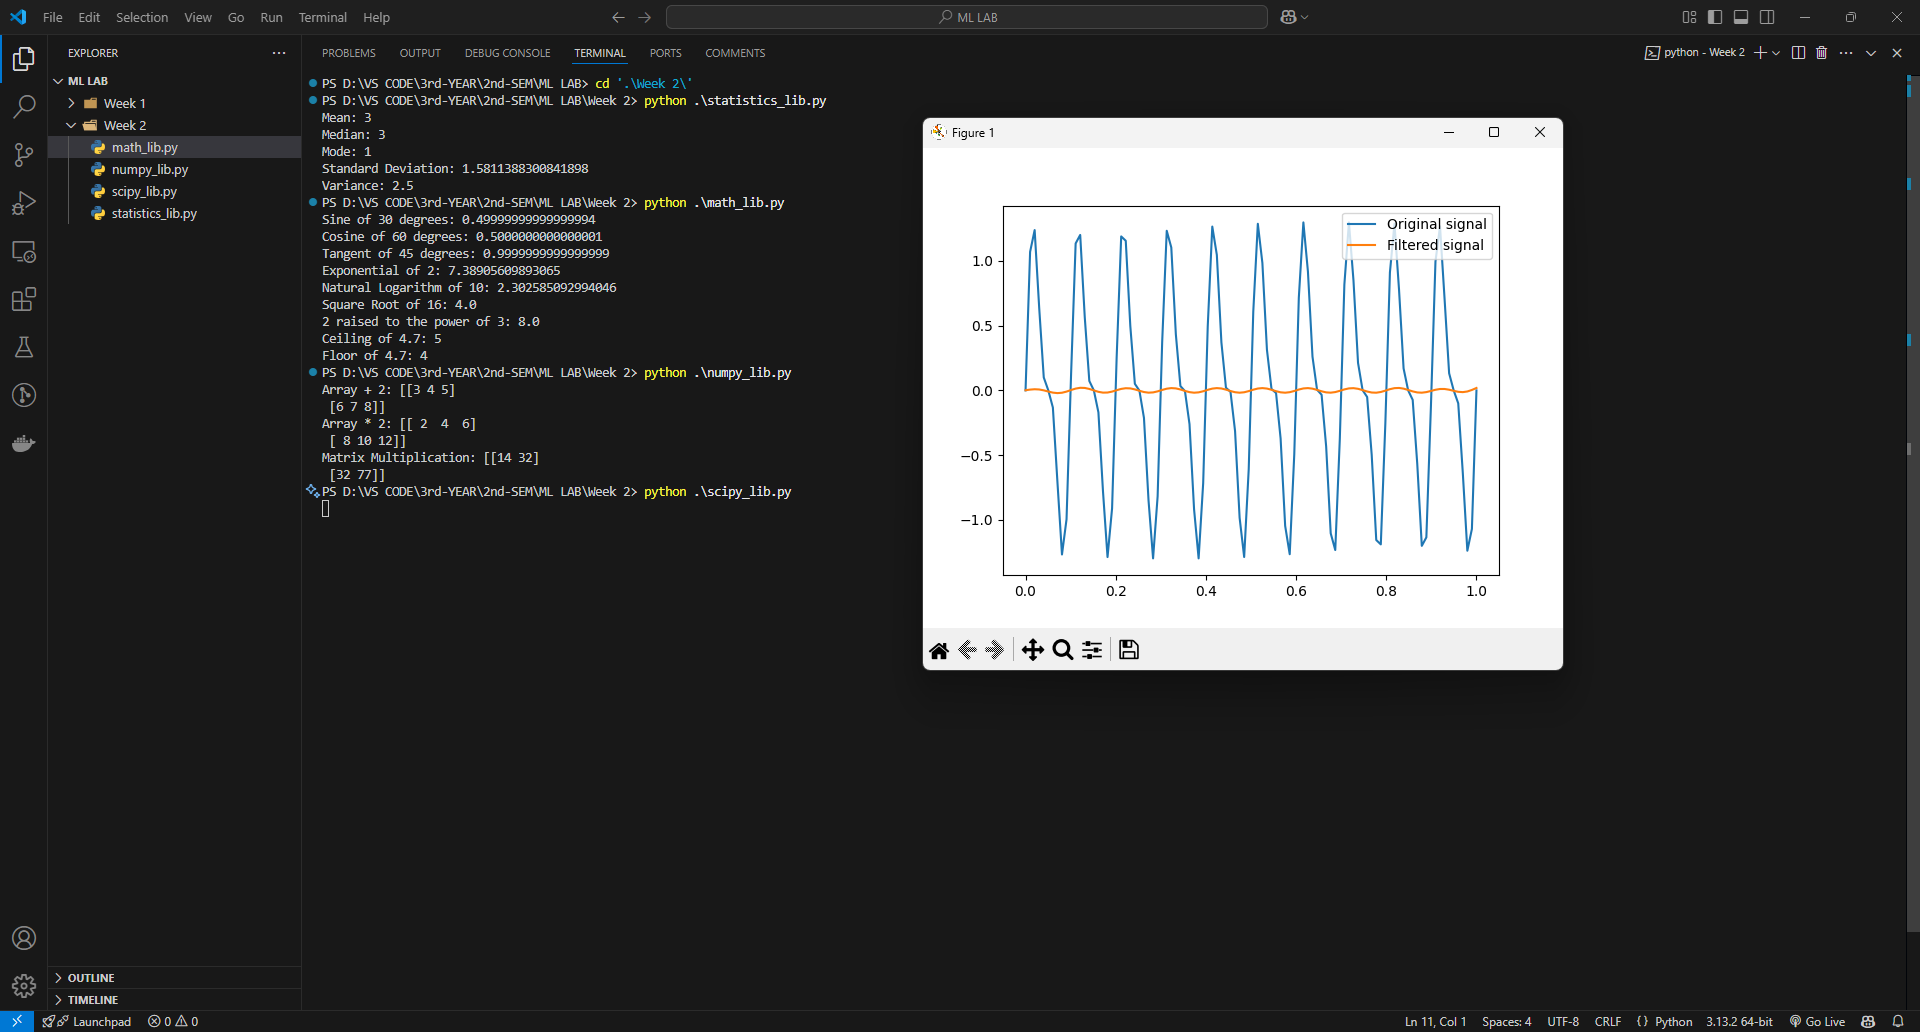 File Edit Selection View Go Run Terminal Help
ML LAB
EXPLORER
ML LAB
Week 1
Week 2
math_lib.py
numpy_lib.py
scipy_lib.py
statistics_lib.py
OUTLINE
TIMELINE
PROBLEMS OUTPUT DEBUG CONSOLE TERMINAL PORTS COMMENTS
python - Week 2
PS D:\VS CODE\3rd-YEAR\2nd-SEM\ML LAB> cd '.\Week 2\'
PS D:\VS CODE\3rd-YEAR\2nd-SEM\ML LAB\Week 2> python .\statistics_lib.py
Mean: 3
Median: 3
Mode: 1
Standard Deviation: 1.5811388300841898
Variance: 2.5
PS D:\VS CODE\3rd-YEAR\2nd-SEM\ML LAB\Week 2> python .\math_lib.py
Sine of 30 degrees: 0.49999999999999994
Cosine of 60 degrees: 0.5000000000000001
Tangent of 45 degrees: 0.9999999999999999
Exponential of 2: 7.38905609893065
Natural Logarithm of 10: 2.302585092994046
Square Root of 16: 4.0
2 raised to the power of 3: 8.0
Ceiling of 4.7: 5
Floor of 4.7: 4
PS D:\VS CODE\3rd-YEAR\2nd-SEM\ML LAB\Week 2> python .\numpy_lib.py
Array + 2: [[3 4 5]
[6 7 8]]
Array * 2: [[ 2  4  6]
[ 8 10 12]]
Matrix Multiplication: [[14 32]
[32 77]]
PS D:\VS CODE\3rd-YEAR\2nd-SEM\ML LAB\Week 2> python .\scipy_lib.py
Figure 1
Original signal
Filtered signal
1.0
0.5
0.0
−0.5
−1.0
0.0 0.2 0.4 0.6 0.8 1.0
Launchpad 0 0
Ln 11, Col 1 Spaces: 4 UTF-8 CRLF { } Python 3.13.2 64-bit Go Live